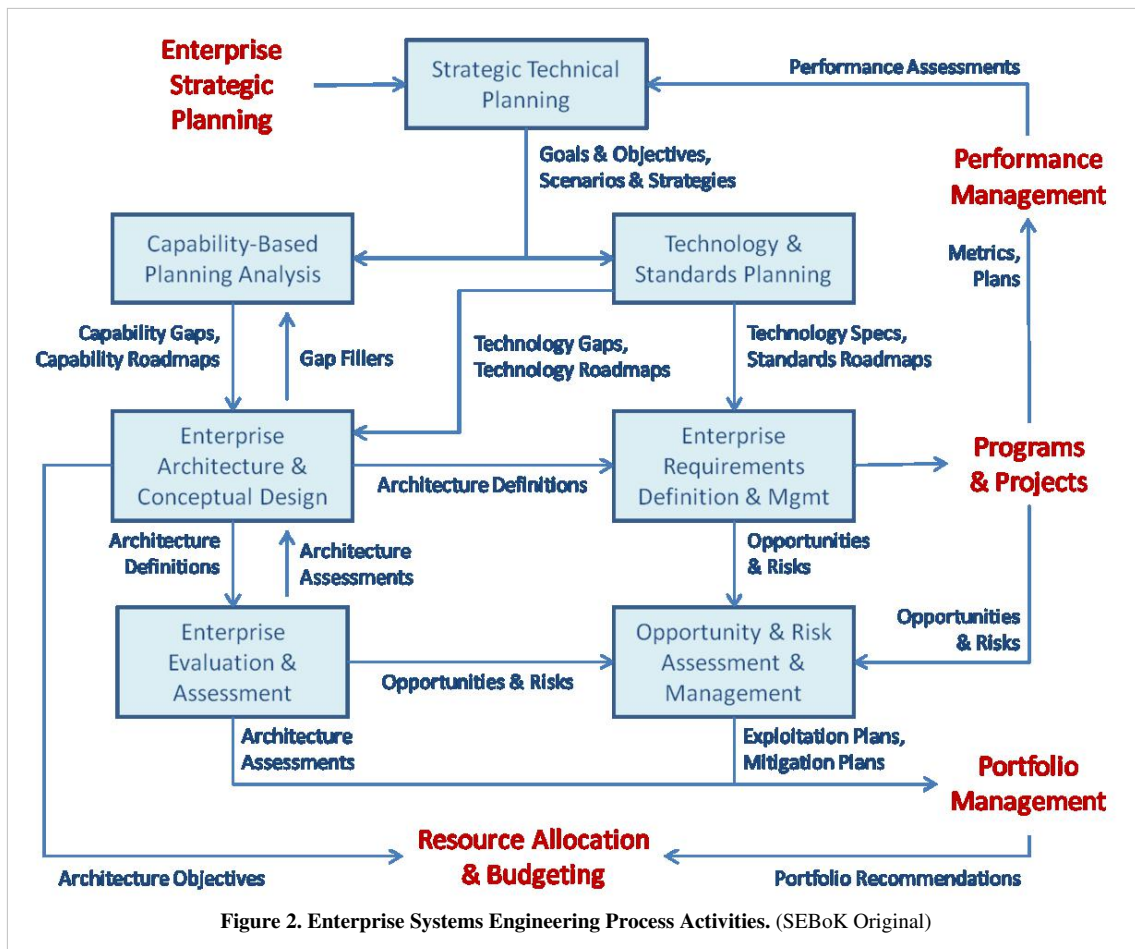 Enterprise
Strategic
Planning
Strategic Technical
Planning
Performance Assessments
Goals & Objectives,
Scenarios & Strategies
Performance
Management
Capability-Based
Planning Analysis
Technology &
Standards Planning
Metrics,
Plans
Capability Gaps,
Capability Roadmaps
Gap Fillers
Technology Gaps,
Technology Roadmaps
Technology Specs,
Standards Roadmaps
Enterprise
Architecture &
Conceptual Design
Architecture Definitions
Enterprise
Requirements
Definition & Mgmt
Programs
& Projects
Architecture
Definitions
Architecture
Assessments
Opportunities
& Risks
Enterprise
Evaluation &
Assessment
Opportunities & Risks
Opportunity & Risk
Assessment &
Management
Opportunities
& Risks
Architecture
Assessments
Exploitation Plans,
Mitigation Plans
Portfolio
Management
Resource Allocation
& Budgeting
Architecture Objectives
Portfolio Recommendations
Figure 2. Enterprise Systems Engineering Process Activities. (SEBoK Original)